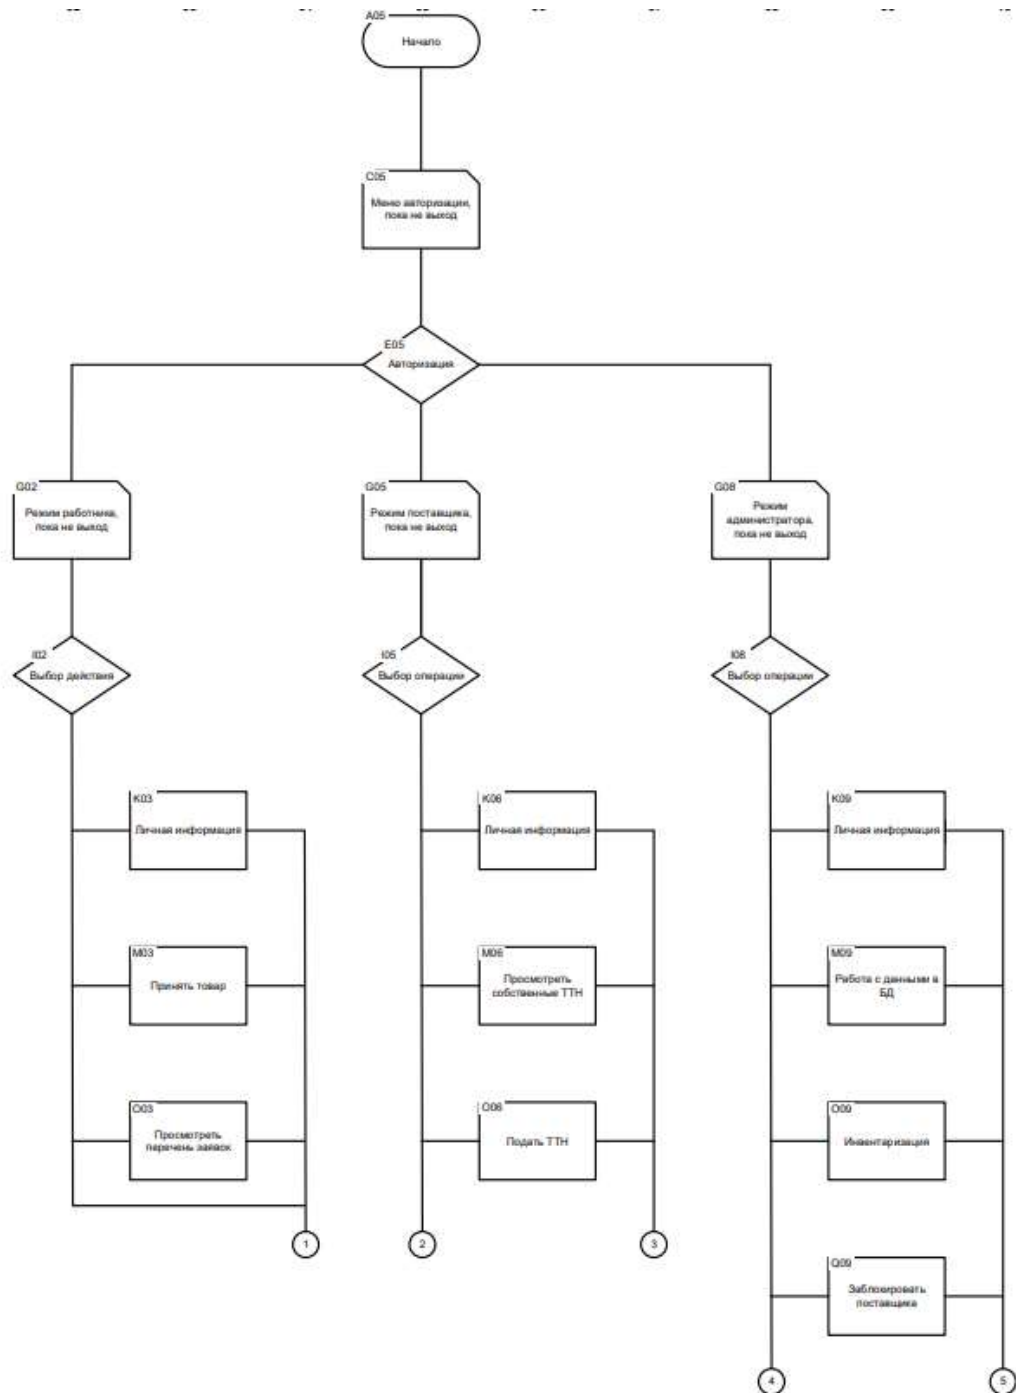 A05
Начало
C05
Меню авторизации,
пока не выход
E05
Авторизация
G02
Режим работника,
пока не выход
G05
Режим поставщика,
пока не выход
G08
Режим
администратора,
пока не выход
I02
Выбор действия
I05
Выбор операции
I08
Выбор операции
K03
Личная информация
K06
Личная информация
K09
Личная информация
M03
Принять товар
M06
Просмотреть
собственные ТТН
M09
Работа с данными в
БД
O03
Просмотреть
перечень заявок
O06
Подать ТТН
O09
Инвентаризация
1
2
3
Q09
Заблокировать
поставщика
4
5